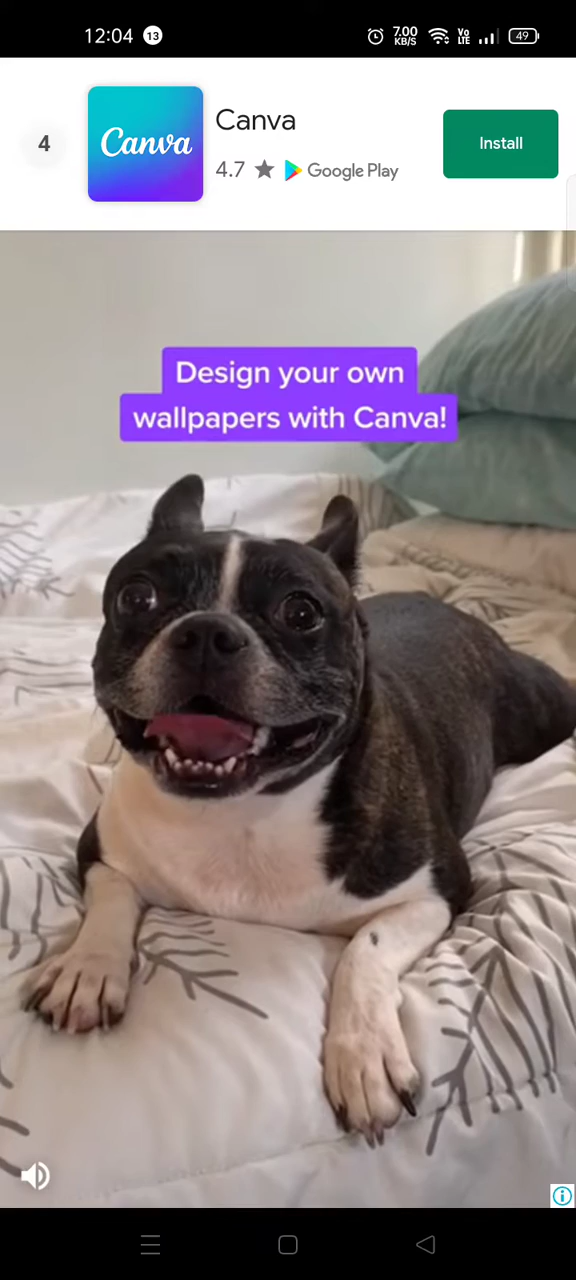 12:04 13 7.00 KB/S Vo LTE 49
4
Canva
Canva
4.7 Google Play
Install
Design your own
wallpapers with Canva!